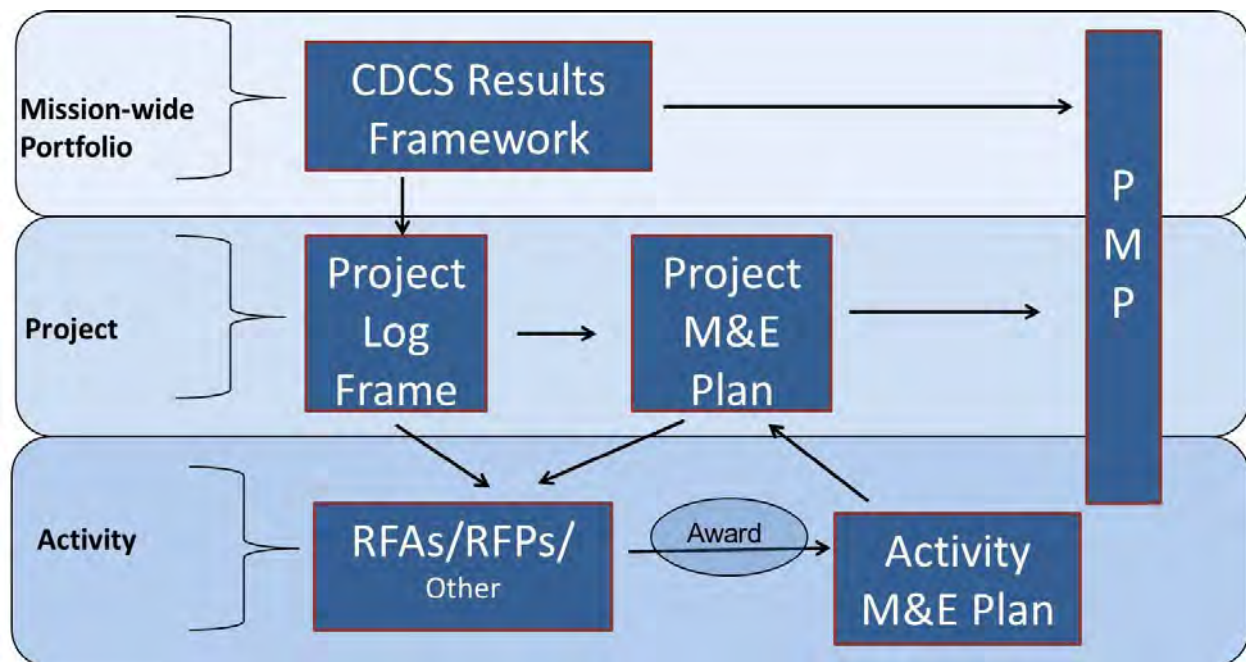 Mission-wide
Portfolio
CDCS Results
Framework
P
M
P
Project
Project
Log
Frame
Project
M&E
Plan
Activity
RFAs/RFPs/
Other
Award
Activity
M&E Plan